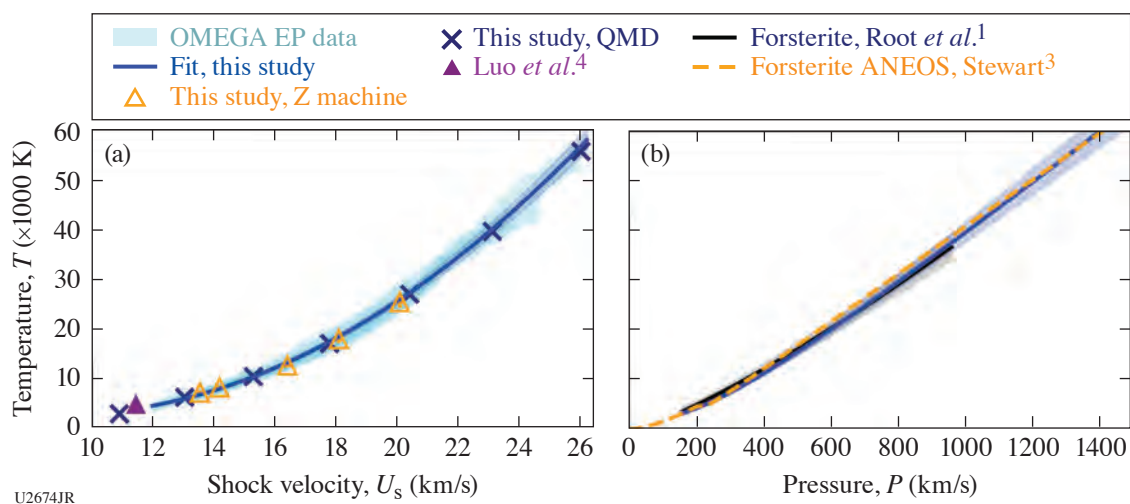 OMEGA EP data
This study, QMD
Forsterite, Root et al.¹
Fit, this study
Luo et al.⁴
Forsterite ANEOS, Stewart³
This study, Z machine
Temperature, T (×1000 K)
60
50
40
30
20
10
0
(a)
10 12 14 16 18 20 22 24 26
Shock velocity, Uₛ (km/s)
(b)
0 200 400 600 800 1000 1200 1400
Pressure, P (km/s)
U2674JR